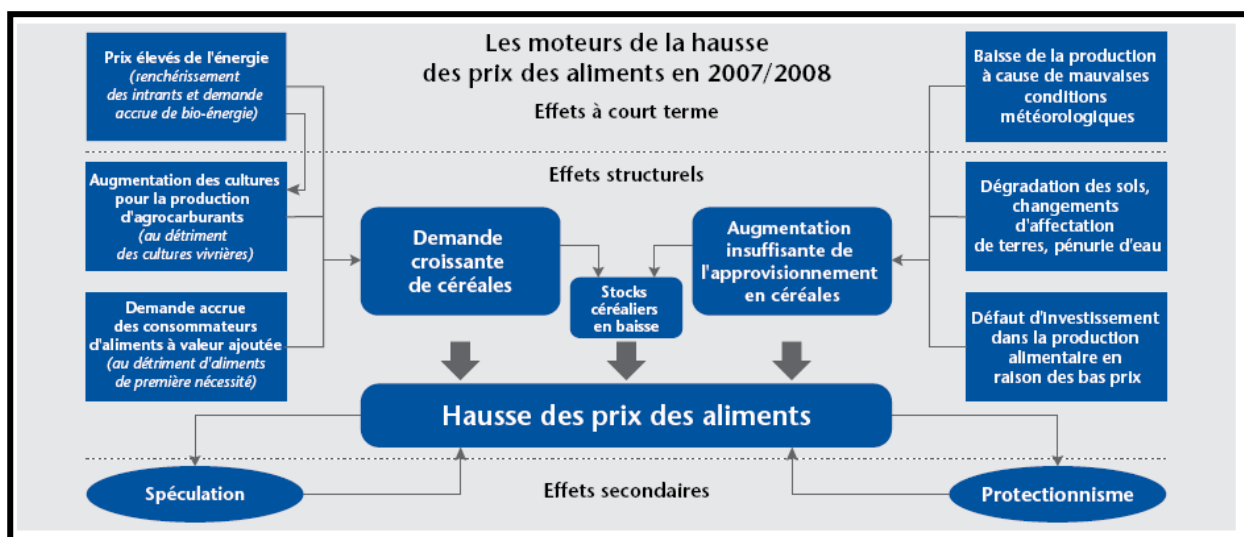 Les moteurs de la hausse
des prix des aliments en 2007/2008
Effets à court terme
Prix élevés de l'énergie
(renchérissement
des intrants et demande
accrue de bio-énergie)
Baisse de la production
à cause de mauvaises
conditions
météorologiques
Effets structurels
Augmentation des cultures
pour la production
d'agrocarburants
(au détriment
des cultures vivrières)
Demande
croissante
de céréales
Stocks
céréaliers
en baisse
Augmentation
insuffisante de
l'approvisionnement
en céréales
Dégradation des sols,
changements
d'affectation
de terres, pénurie d'eau
Demande accrue
des consommateurs
d'aliments à valeur ajoutée
(au détriment d'aliments
de première nécessité)
Défaut d'investissement
dans la production
alimentaire en
raison des bas prix
Hausse des prix des aliments
Spéculation
Effets secondaires
Protectionnisme